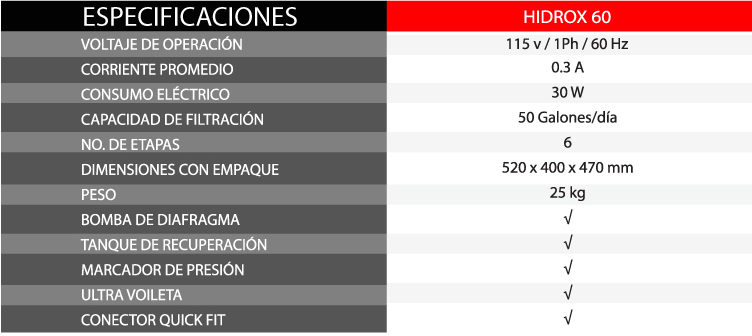 ESPECIFICACIONES HIDROX 60
VOLTAJE DE OPERACIÓN 115 v / 1Ph / 60 Hz
CORRIENTE PROMEDIO 0.3 A
CONSUMO ELÉCTRICO 30 W
CAPACIDAD DE FILTRACIÓN 50 Galones/día
NO. DE ETAPAS 6
DIMENSIONES CON EMPAQUE 520 x 400 x 470 mm
PESO 25 kg
BOMBA DE DIAFRAGMA √
TANQUE DE RECUPERACIÓN √
MARCADOR DE PRESIÓN √
ULTRA VOILETA √
CONECTOR QUICK FIT √